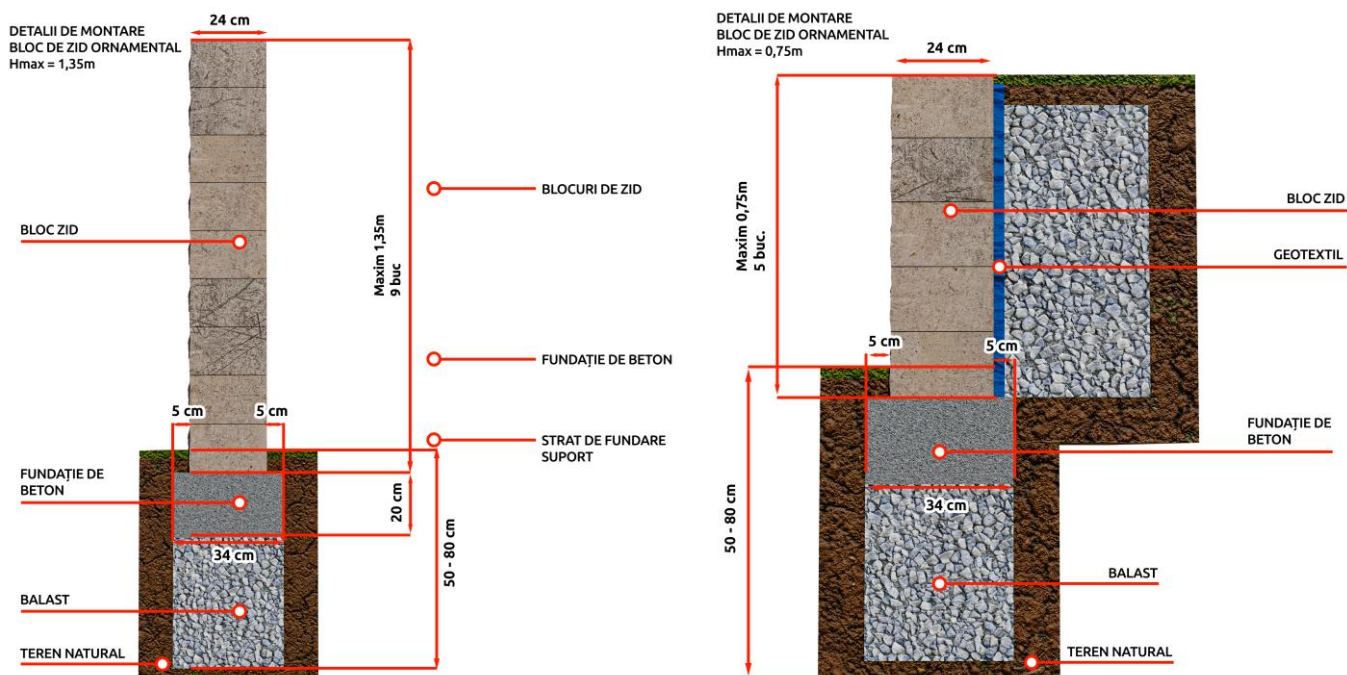 DETALII DE MONTARE
BLOC DE ZID ORNAMENTAL
Hmax = 1,35m
24 cm
BLOC ZID
Maxim 1,35m
9 buc
BLOCURI DE ZID
FUNDAȚIE DE BETON
STRAT DE FUNDARE
SUPORT
5 cm
5 cm
FUNDAȚIE DE
BETON
20 cm
34 cm
50 - 80 cm
BALAST
TEREN NATURAL
DETALII DE MONTARE
BLOC DE ZID ORNAMENTAL
Hmax = 0,75m
24 cm
Maxim 0,75m
5 buc.
BLOC ZID
GEOTEXTIL
5 cm
5 cm
FUNDAȚIE DE
BETON
34 cm
50 - 80 cm
BALAST
TEREN NATURAL